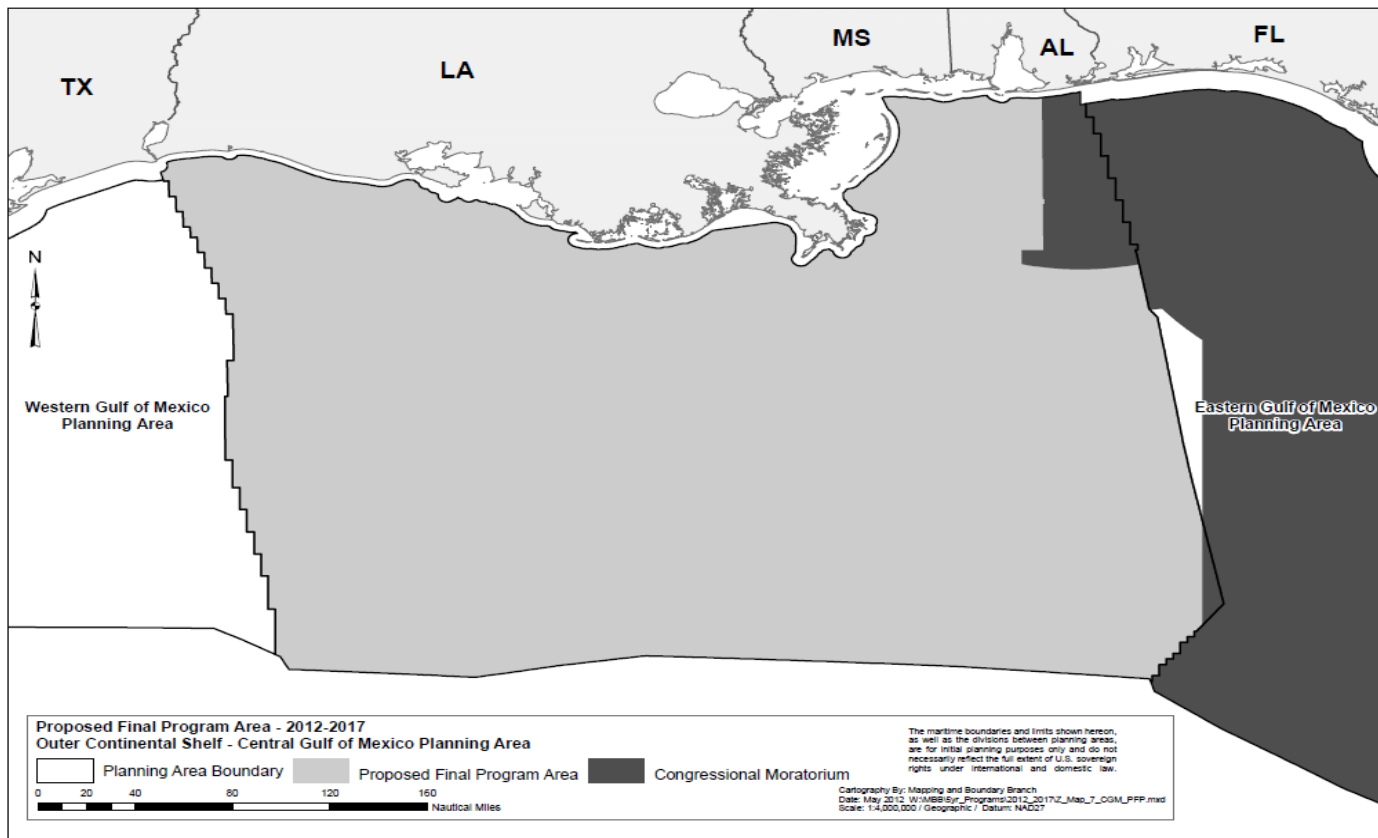 TX
LA
MS
AL
FL
N
Western Gulf of Mexico
Planning Area
Eastern Gulf of Mexico
Planning Area
Proposed Final Program Area - 2012-2017
Outer Continental Shelf - Central Gulf of Mexico Planning Area
Planning Area Boundary
Proposed Final Program Area
Congressional Moratorium
0 20 40 80 120 160
Nautical Miles
The maritime boundaries and limits shown hereon,
as well as the divisions between planning areas,
are for initial planning purposes only and do not
necessarily reflect the full extent of U.S. sovereign
rights under international and domestic law.
Cartography By: Mapping and Boundary Branch
Date: May 2012 W:\MBB\5yr_Programs\2012_2017\Z_Map_7_CGM_PFP.mxd
Scale: 1:4,000,000 / Geographic / Datum: NAD27